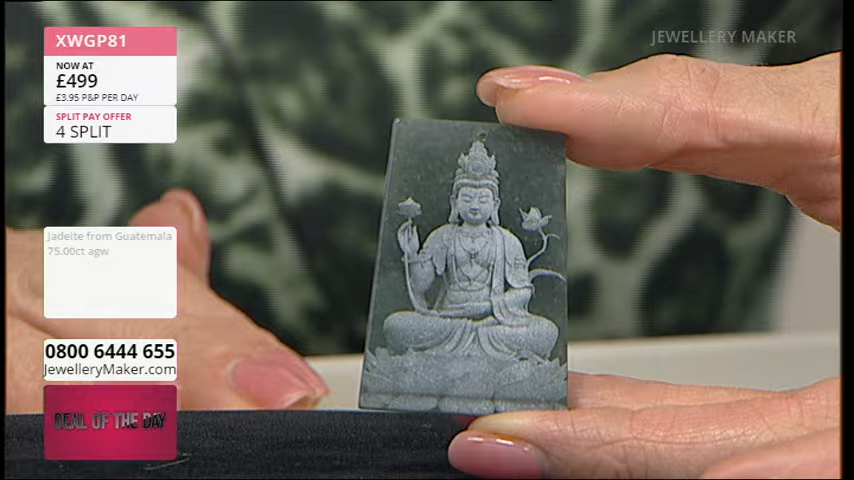 XWGP81
NOW AT
£499
£3.95 P&P PER DAY
SPLIT PAY OFFER
4 SPLIT
JEWELLERY MAKER
Jadeite from Guatemala
75.00ct agw
0800 6444 655
JewelleryMaker.com
DEAL OF THE DAY